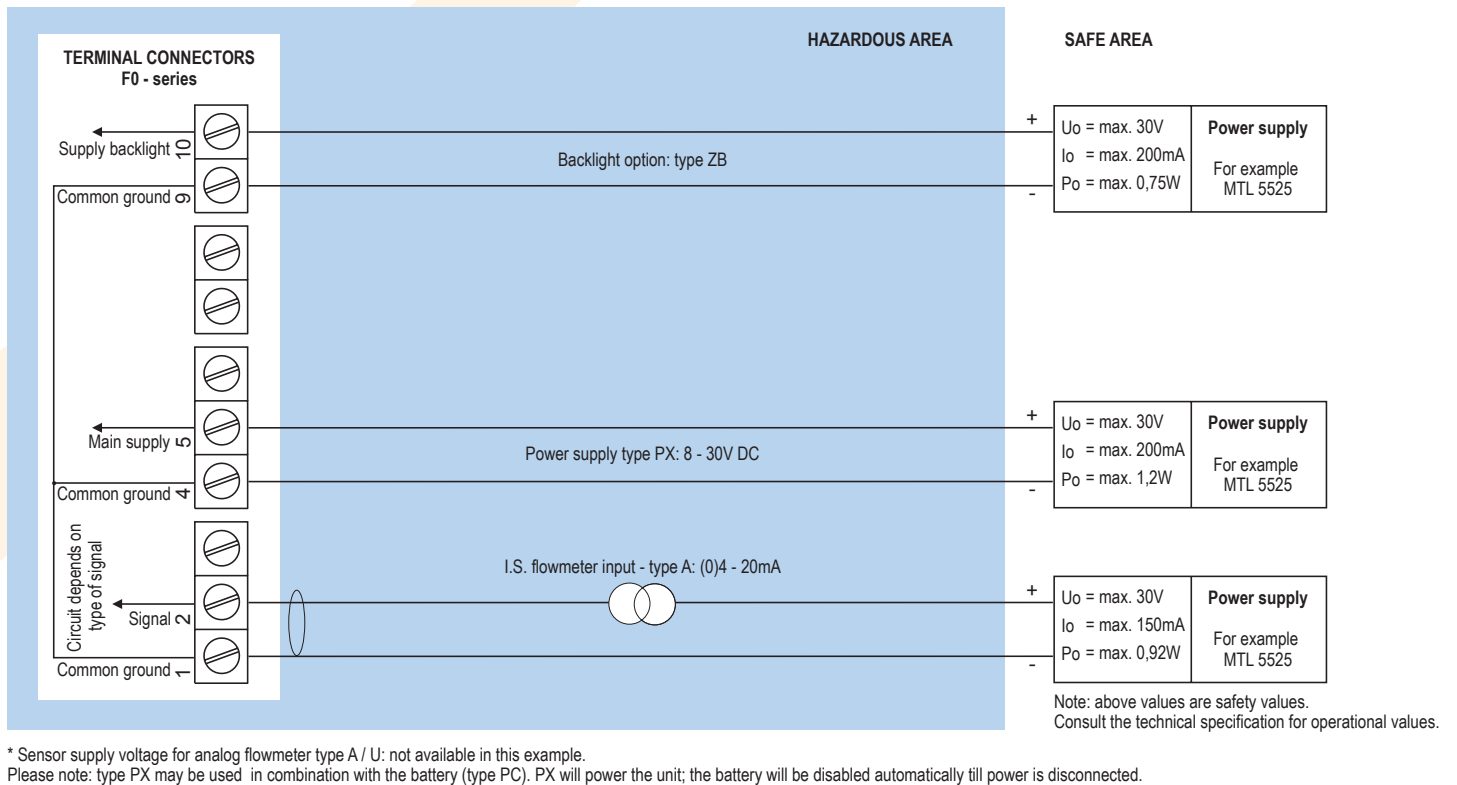 HAZARDOUS AREA
SAFE AREA
TERMINAL CONNECTORS
F0 - series
Supply backlight 10
Common ground 9
Backlight option: type ZB
+
-
Uo = max. 30V
Io = max. 200mA
Po = max. 0,75W
Power supply
For example
MTL 5525
Main supply 5
Common ground 4
Power supply type PX: 8 - 30V DC
+
-
Uo = max. 30V
Io = max. 200mA
Po = max. 1,2W
Power supply
For example
MTL 5525
Circuit depends on
type of signal
Signal 2
Common ground 1
I.S. flowmeter input - type A: (0)4 - 20mA
+
-
Uo = max. 30V
Io = max. 150mA
Po = max. 0,92W
Power supply
For example
MTL 5525
Note: above values are safety values.
Consult the technical specification for operational values.
* Sensor supply voltage for analog flowmeter type A / U: not available in this example.
Please note: type PX may be used in combination with the battery (type PC). PX will power the unit; the battery will be disabled automatically till power is disconnected.